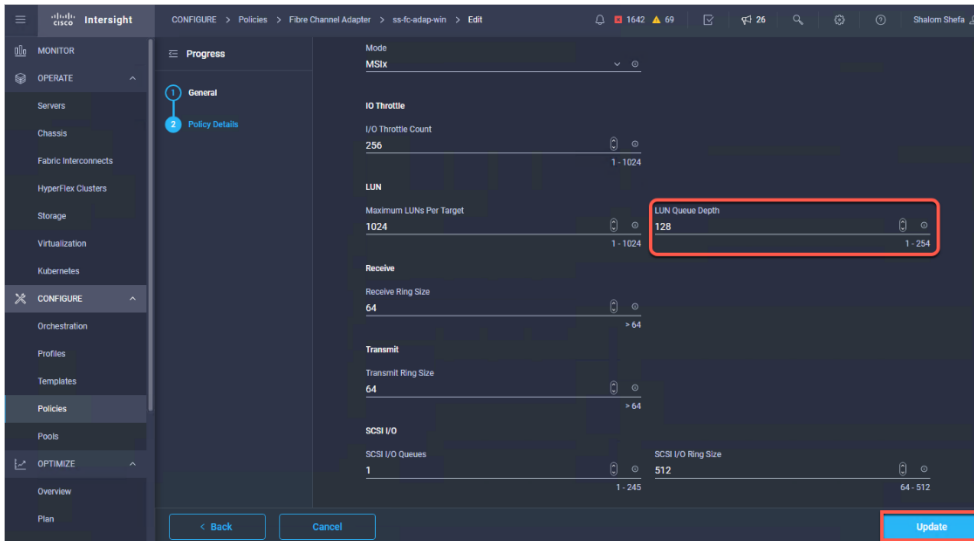 CISCO Intersight
CONFIGURE > Policies > Fibre Channel Adapter > ss-fc-adap-win > Edit
1642 69
26
Shalom Shefa
MONITOR
OPERATE
Servers
Chassis
Fabric Interconnects
HyperFlex Clusters
Storage
Virtualization
Kubernetes
CONFIGURE
Orchestration
Profiles
Templates
Policies
Pools
OPTIMIZE
Overview
Plan
Progress
1 General
2 Policy Details
Mode
MSIx
IO Throttle
I/O Throttle Count
256
1 - 1024
LUN
Maximum LUNs Per Target
1024
1 - 1024
LUN Queue Depth
128
1 - 254
Receive
Receive Ring Size
64
> 64
Transmit
Transmit Ring Size
64
> 64
SCSI I/O
SCSI I/O Queues
1
1 - 245
SCSI I/O Ring Size
512
64 - 512
< Back
Cancel
Update